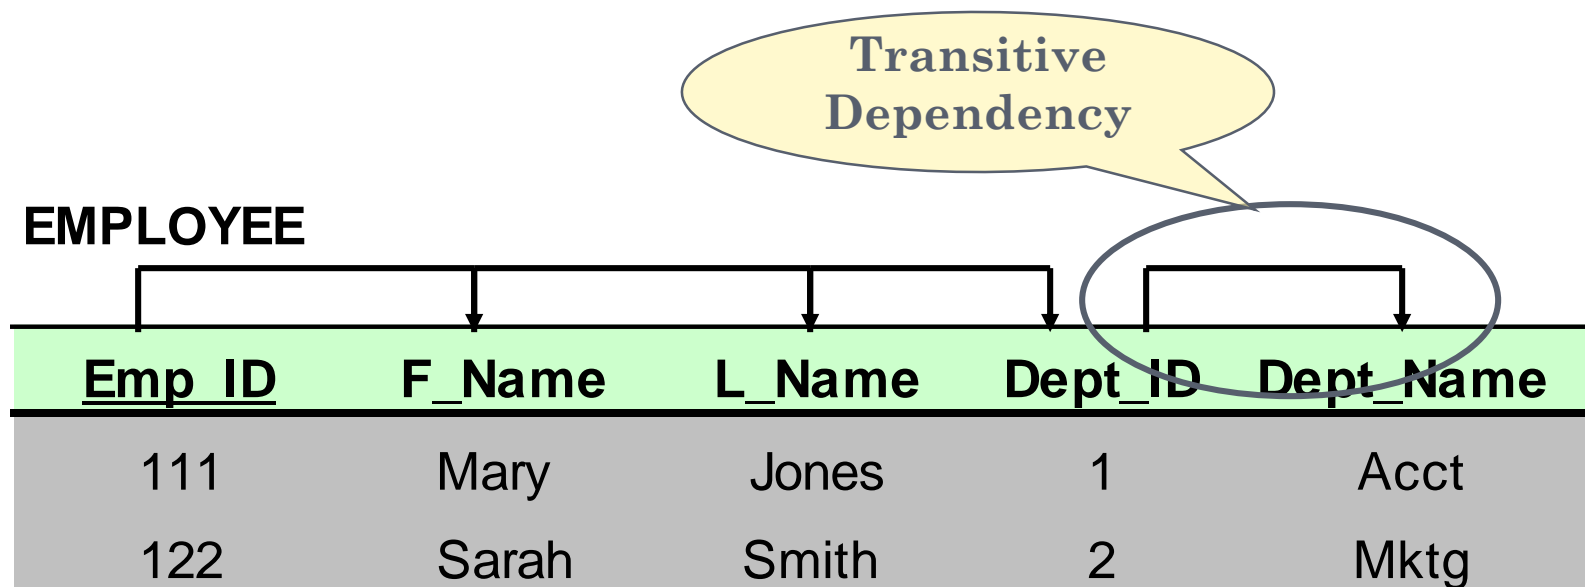 Transitive
Dependency
EMPLOYEE
Emp_ID F_Name L_Name Dept_ID Dept_Name
111 Mary Jones 1 Acct
122 Sarah Smith 2 Mktg